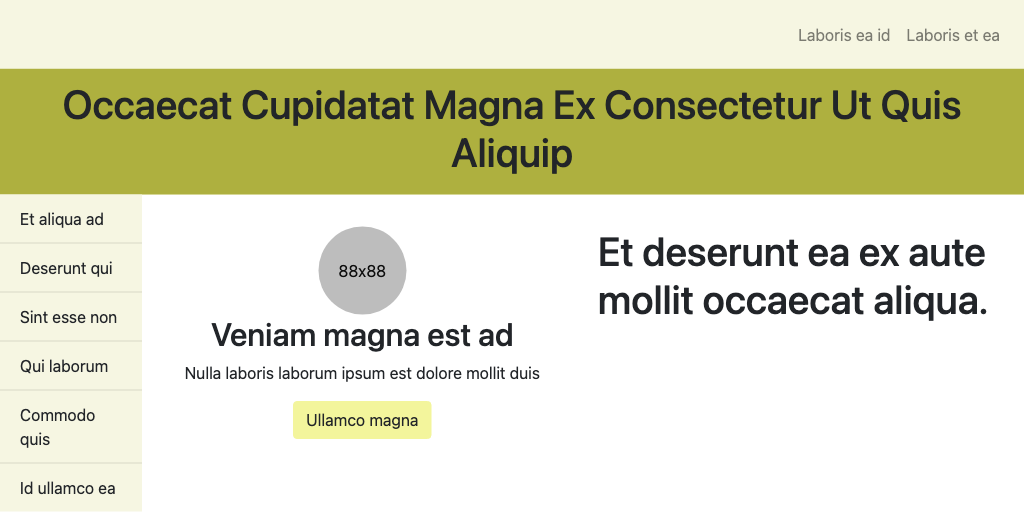 Laboris ea id
Laboris et ea
Occaecat Cupidatat Magna Ex Consectetur Ut Quis
Aliquip
Et aliqua ad
Deserunt qui
Sint esse non
Qui laborum
Commodo
quis
Id ullamco ea
88x88
Veniam magna est ad
Nulla laboris laborum ipsum est dolore mollit duis
Ullamco magna
Et deserunt ea ex aute
mollit occaecat aliqua.